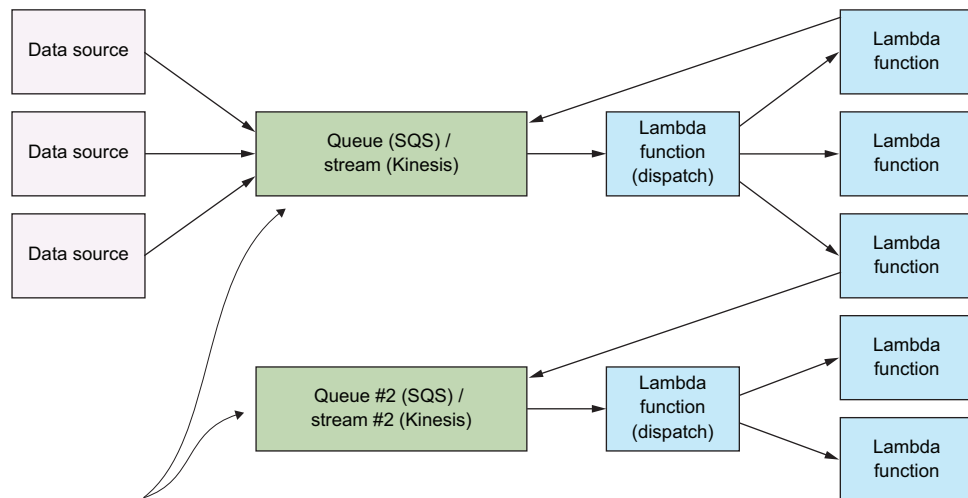 Data source
Lambda
function
Data source
Queue (SQS) /
stream (Kinesis)
Lambda
function
(dispatch)
Lambda
function
Data source
Lambda
function
Queue #2 (SQS) /
stream #2 (Kinesis)
Lambda
function
(dispatch)
Lambda
function
Lambda
function